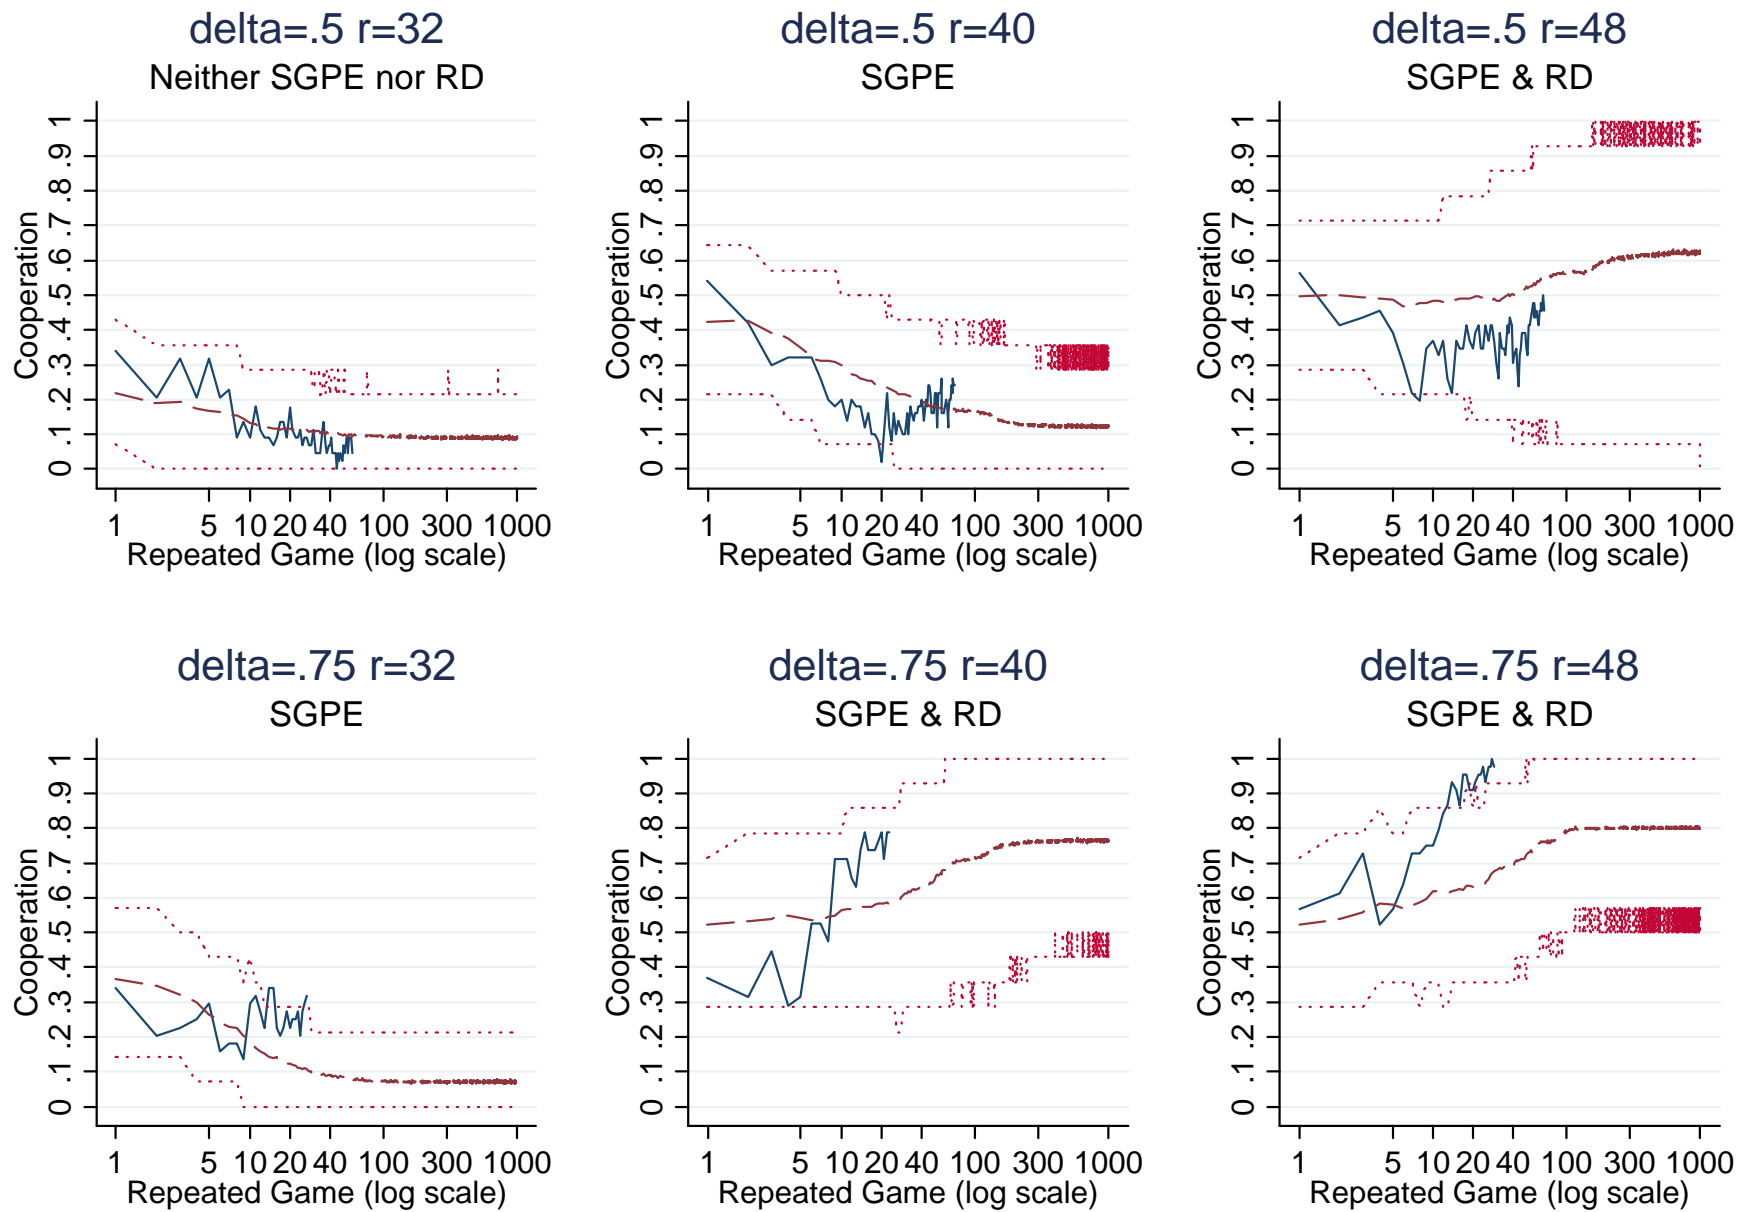 delta=.5 r=32
Neither SGPE nor RD
Cooperation
0 .1 .2 .3 .4 .5 .6 .7 .8 .9 1
1 5 10 20 40 100 300 1000
Repeated Game (log scale)
delta=.5 r=40
SGPE
Cooperation
0 .1 .2 .3 .4 .5 .6 .7 .8 .9 1
1 5 10 20 40 100 300 1000
Repeated Game (log scale)
delta=.5 r=48
SGPE & RD
Cooperation
0 .1 .2 .3 .4 .5 .6 .7 .8 .9 1
1 5 10 20 40 100 300 1000
Repeated Game (log scale)
delta=.75 r=32
SGPE
Cooperation
0 .1 .2 .3 .4 .5 .6 .7 .8 .9 1
1 5 10 20 40 100 300 1000
Repeated Game (log scale)
delta=.75 r=40
SGPE & RD
Cooperation
0 .1 .2 .3 .4 .5 .6 .7 .8 .9 1
1 5 10 20 40 100 300 1000
Repeated Game (log scale)
delta=.75 r=48
SGPE & RD
Cooperation
0 .1 .2 .3 .4 .5 .6 .7 .8 .9 1
1 5 10 20 40 100 300 1000
Repeated Game (log scale)